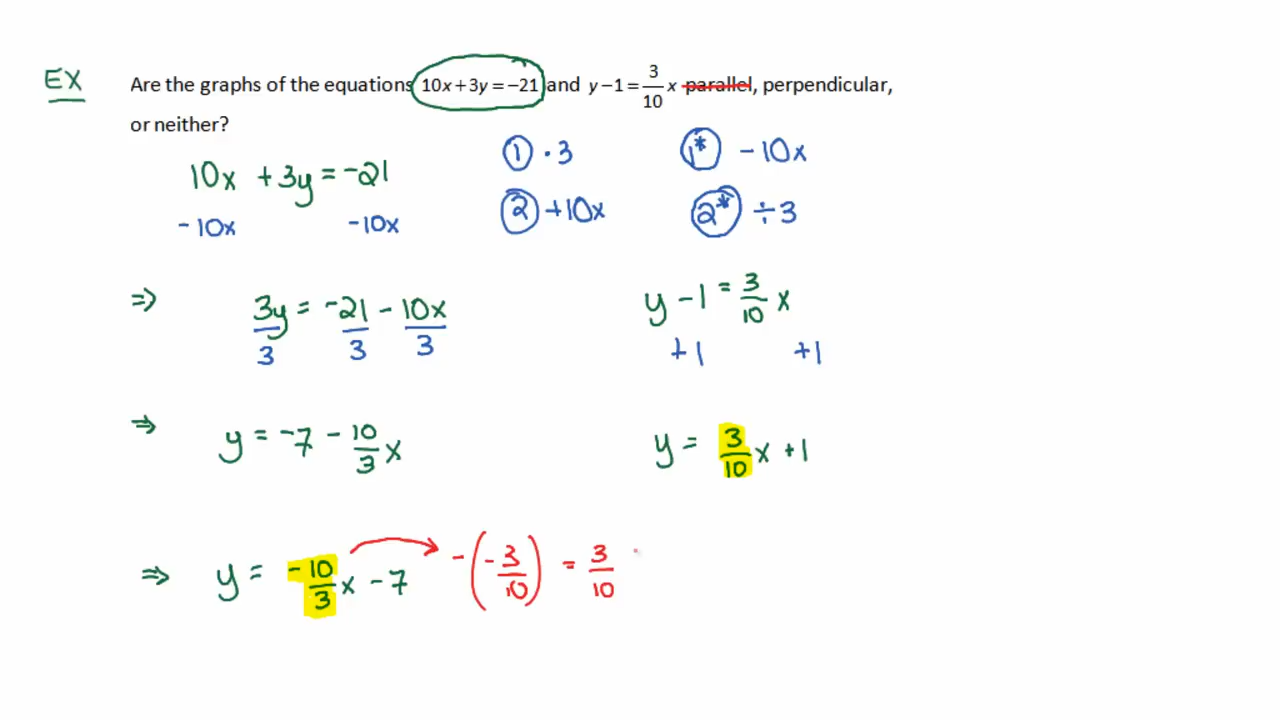 EX Are the graphs of the equations 10x+3y=−21 and y−1=3/10 x parallel, perpendicular,
or neither?
10x +3y = -21
-10x -10x
① · 3
② +10x
1* - 10x
2* ÷ 3
⇒ 3y/3 = -21/3 - 10x/3
y - 1 = 3/10 x
+1 +1
⇒ y = -7 - 10/3 x
y = 3/10 x + 1
⇒ y = -10/3 x - 7
-(-3/10) = 3/10